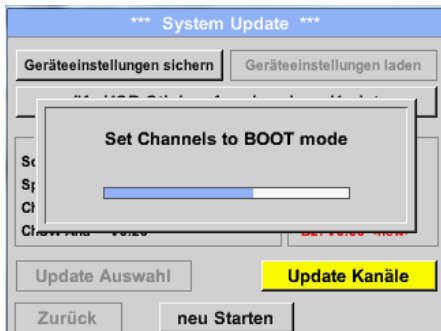 *** System Update ***
Geräteeinstellungen sichern
Geräteeinstellungen laden
Set Channels to BOOT mode
Update Auswahl
Update Kanäle
Zurück
neu Starten